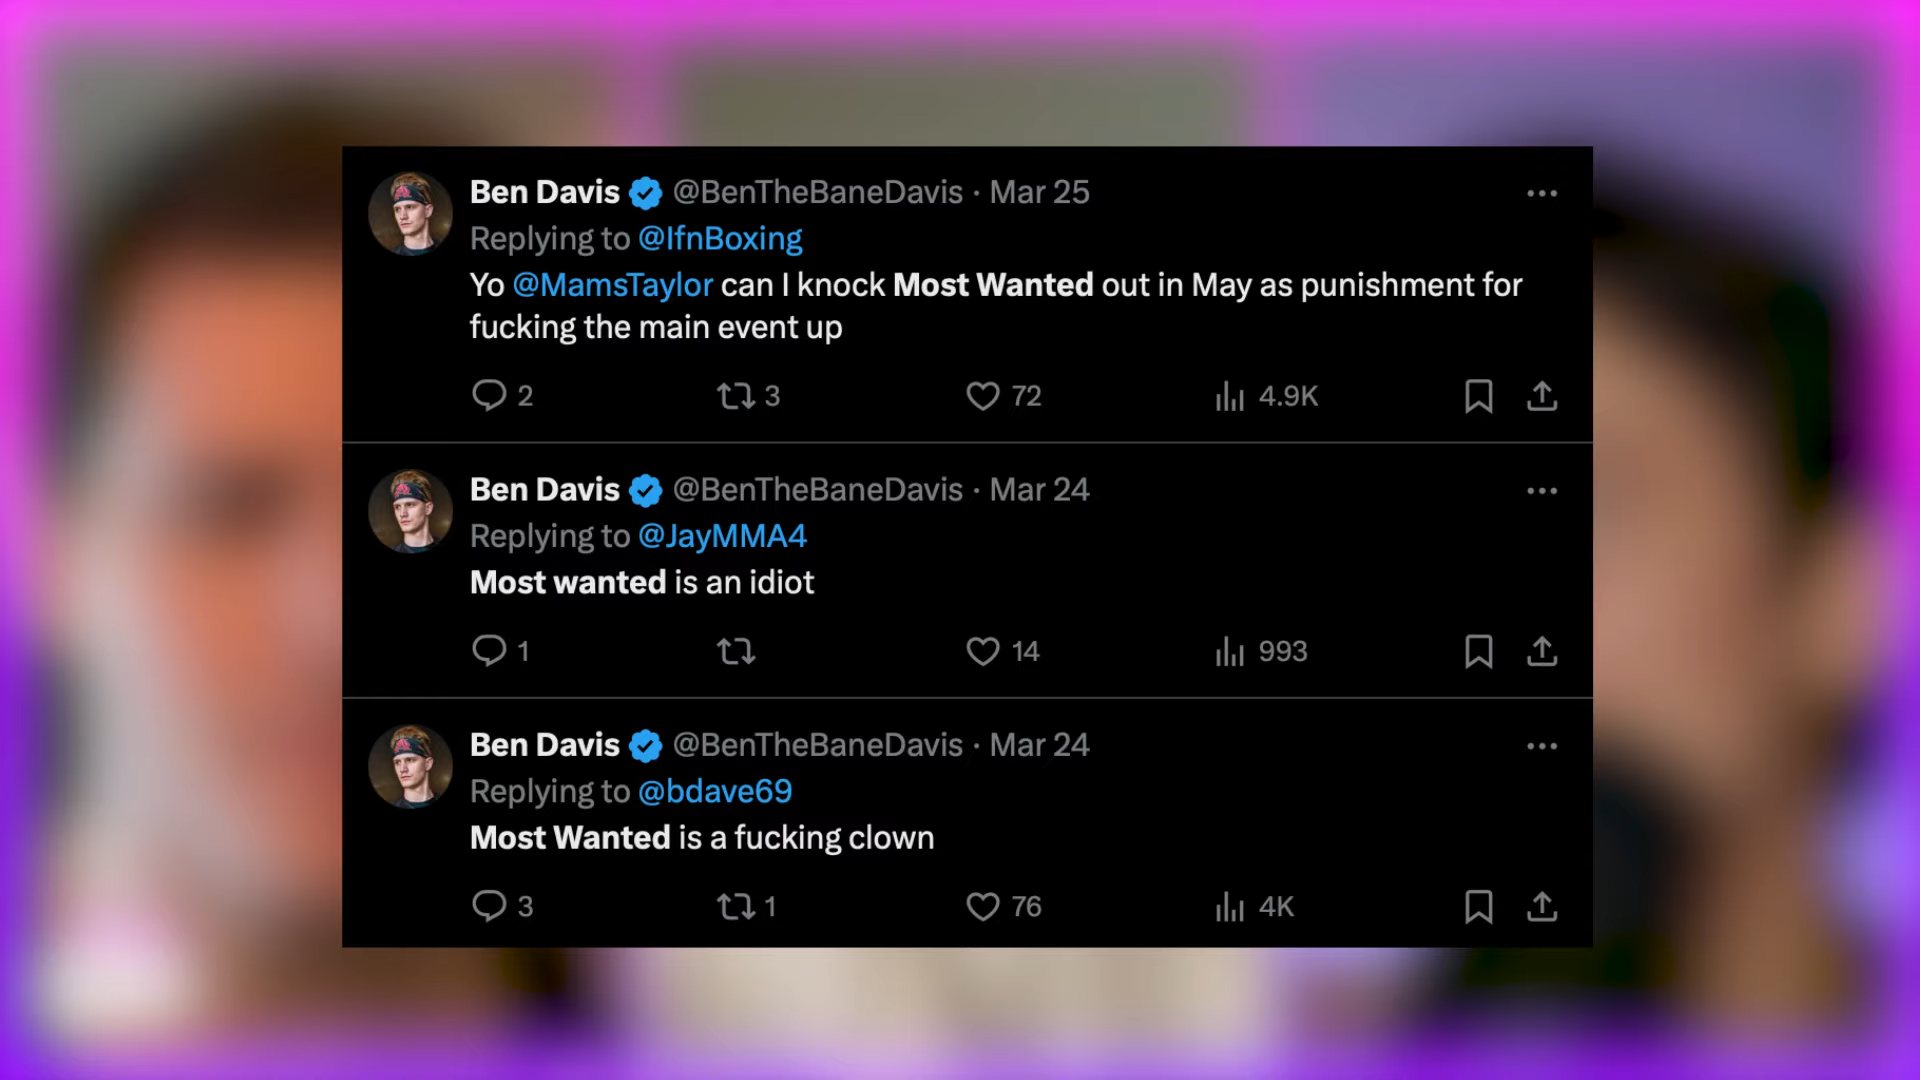 Ben Davis @BenTheBaneDavis · Mar 25
Replying to @IfnBoxing
Yo @MamsTaylor can I knock Most Wanted out in May as punishment for
fucking the main event up
2 3 72 4.9K
Ben Davis @BenTheBaneDavis · Mar 24
Replying to @JayMMA4
Most wanted is an idiot
1 14 993
Ben Davis @BenTheBaneDavis · Mar 24
Replying to @bdave69
Most Wanted is a fucking clown
3 1 76 4K